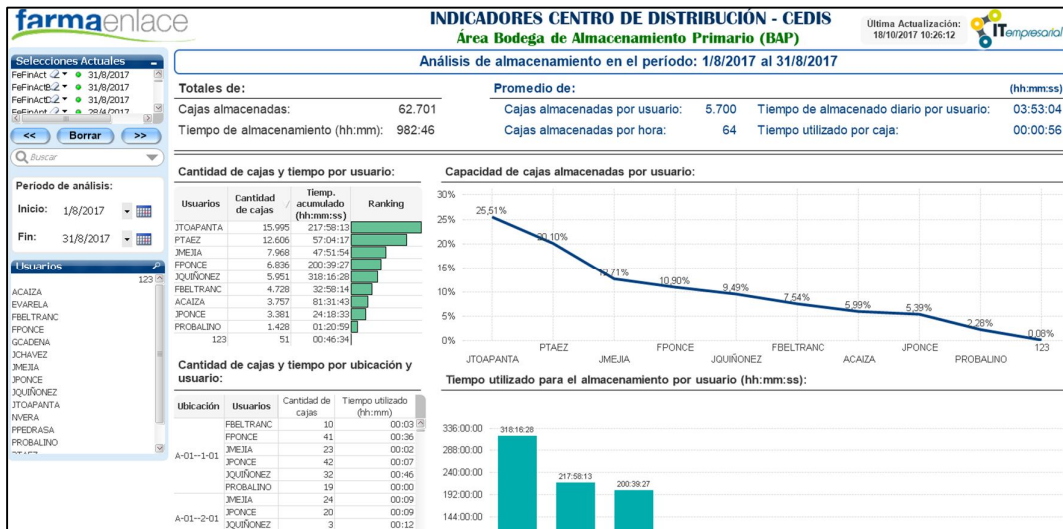 farmaenlace
INDICADORES CENTRO DE DISTRIBUCIÓN - CEDIS
Área Bodega de Almacenamiento Primario (BAP)
Última Actualización:
18/10/2017 10:26:12
ITempresarial
Selecciones Actuales
FeFinAct 31/8/2017
FeFinActB 31/8/2017
FeFinActC 31/8/2017
28/4/2017
<< Borrar >>
Buscar
Período de análisis:
Inicio: 1/8/2017
Fin: 31/8/2017
Usuarios
123
ACAIZA
EVARELA
FBELTRANC
FPONCE
GCADENA
JCHAVEZ
JMEJIA
JPONCE
JQUIÑONEZ
JTOAPANTA
NVERA
PPEDRASA
PROBALINO
PTAEZ
Análisis de almacenamiento en el período: 1/8/2017 al 31/8/2017
Totales de:
Cajas almacenadas: 62.701
Tiempo de almacenamiento (hh:mm): 982:46
Promedio de: (hh:mm:ss)
Cajas almacenadas por usuario: 5.700 Tiempo de almacenado diario por usuario: 03:53:04
Cajas almacenadas por hora: 64 Tiempo utilizado por caja: 00:00:56
Cantidad de cajas y tiempo por usuario:
Usuarios Cantidad de cajas Tiemp. acumulado (hh:mm:ss) Ranking
JTOAPANTA 15.995 217:58:13
PTAEZ 12.606 57:04:17
JMEJIA 7.968 47:51:54
FPONCE 6.836 200:39:27
JQUIÑONEZ 5.951 318:16:28
FBELTRANC 4.728 32:58:14
ACAIZA 3.757 81:31:43
JPONCE 3.381 24:18:33
PROBALINO 1.428 01:20:59
123 51 00:46:34
Capacidad de cajas almacenadas por usuario:
30%
25%
20%
15%
10%
5%
0%
25,51%
20,10%
12,71%
10,90%
9,49%
7,54%
5,99%
5,39%
2,28%
0,08%
JTOAPANTA PTAEZ JMEJIA FPONCE JQUIÑONEZ FBELTRANC ACAIZA JPONCE PROBALINO 123
Cantidad de cajas y tiempo por ubicación y
usuario:
Ubicación Usuarios Cantidad de cajas Tiempo utilizado (hh:mm)
A-01--1-01
FBELTRANC 10 00:03
FPONCE 41 00:36
JMEJIA 23 00:02
JPONCE 42 00:07
JQUIÑONEZ 32 00:46
PROBALINO 19 00:00
A-01--2-01
JMEJIA 24 00:09
JPONCE 20 00:09
JQUIÑONEZ 3 00:12
Tiempo utilizado para el almacenamiento por usuario (hh:mm:ss):
336:00:00
288:00:00
240:00:00
192:00:00
144:00:00
318:16:28
217:58:13
200:39:27